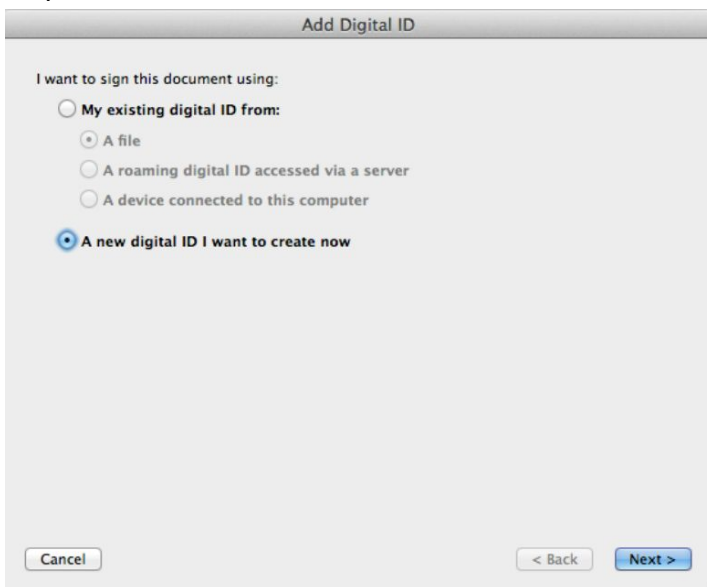 Add Digital ID
I want to sign this document using:
My existing digital ID from:
A file
A roaming digital ID accessed via a server
A device connected to this computer
A new digital ID I want to create now
Cancel
< Back
Next >